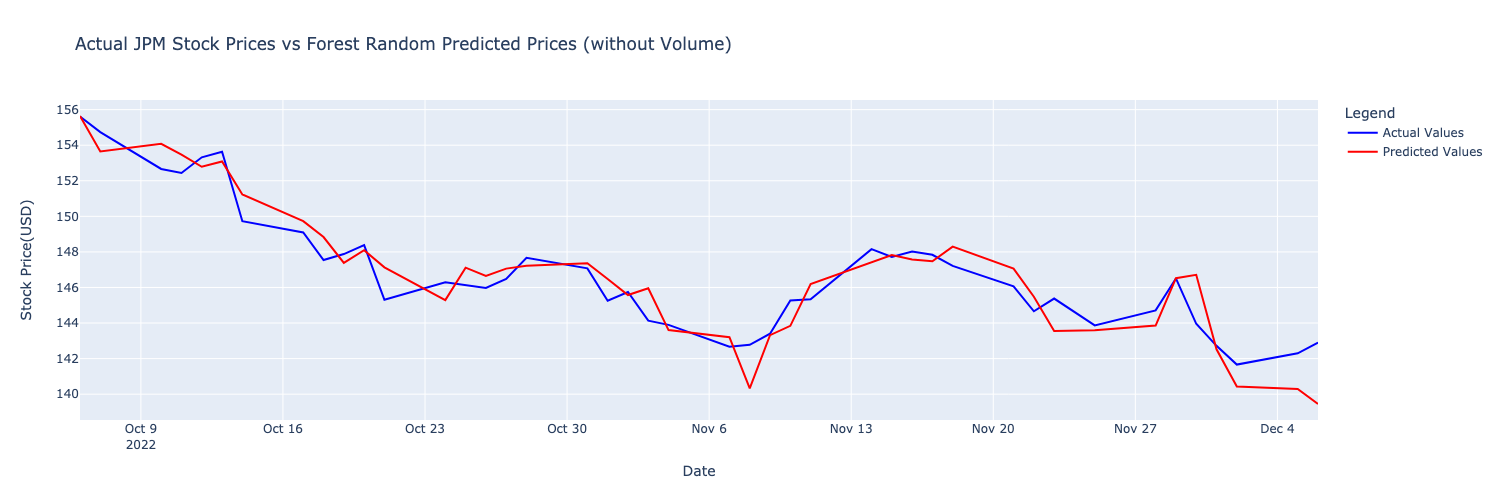 Actual JPM Stock Prices vs Forest Random Predicted Prices (without Volume)
Legend
Actual Values
Predicted Values
Stock Price(USD)
156
154
152
150
148
146
144
142
140
Oct 9 Oct 16 Oct 23 Oct 30 Nov 6 Nov 13 Nov 20 Nov 27 Dec 4
2022
Date